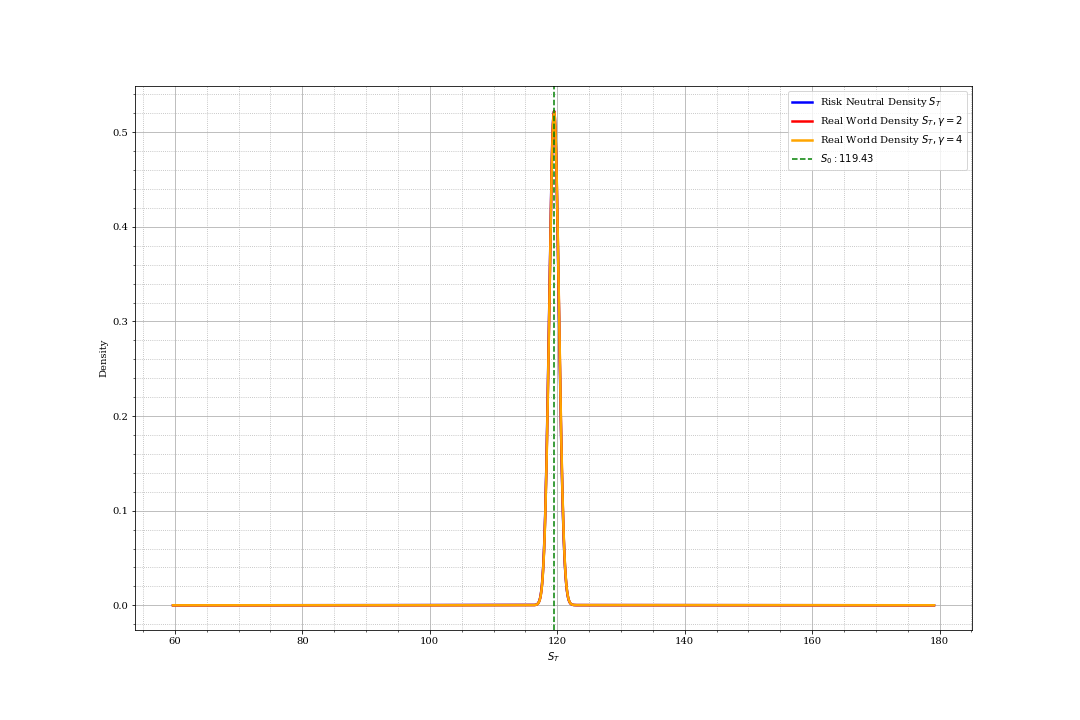 Risk Neutral Density $S_T$
Real World Density $S_T, γ = 2$
Real World Density $S_T, γ = 4$
$S_0 : 119.43$
0.5
0.4
0.3
0.2
0.1
0.0
Density
60
80
100
120
140
160
180
$S_T$